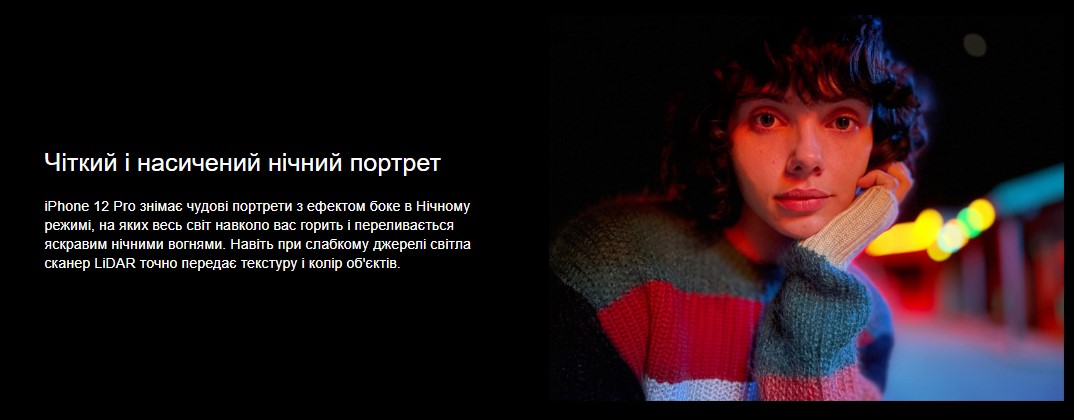 Чіткий і насичений нічний портрет
iPhone 12 Pro знімає чудові портрети з ефектом боке в Нічному
режимі, на яких весь світ навколо вас горить і переливається
яскравим нічними вогнями. Навіть при слабкому джерелі світла
сканер LiDAR точно передає текстуру і колір об'єктів.